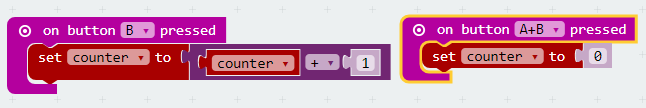 on button B pressed
set counter to counter + 1
on button A+B pressed
set counter to 0